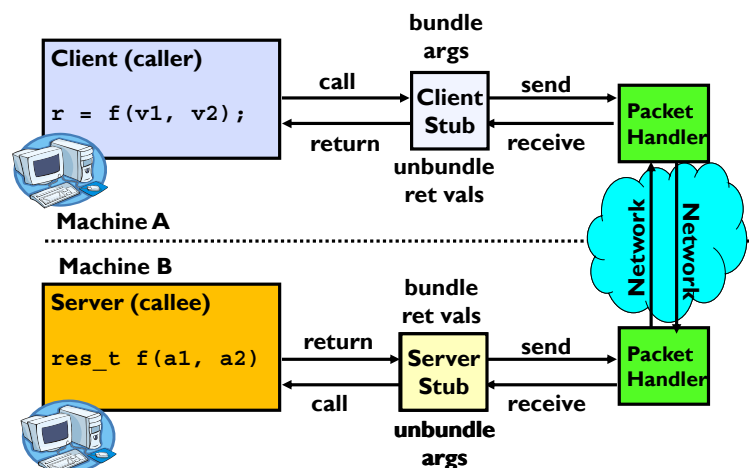 bundle
args
Client (caller)
r = f(v1, v2);
call
return
Client
Stub
send
receive
Packet
Handler
unbundle
ret vals
Machine A
Network
Network
Machine B
Server (callee)
res_t f(a1, a2)
bundle
ret vals
return
call
Server
Stub
send
receive
Packet
Handler
unbundle
args